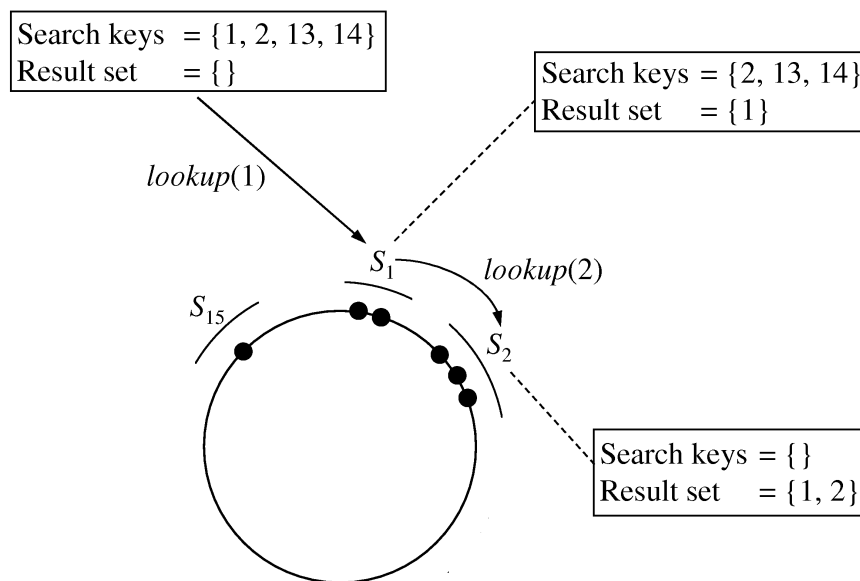 Search keys = {1, 2, 13, 14}
Result set = {}
Search keys = {2, 13, 14}
Result set = {1}
lookup(1)
S1
lookup(2)
S15
S2
Search keys = {}
Result set = {1, 2}